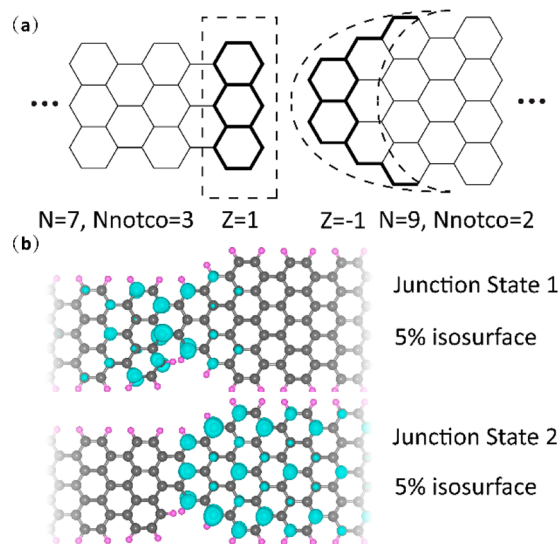 (a)
N=7, Nnotco=3 Z=1 Z=-1 N=9, Nnotco=2
(b)
Junction State 1
5% isosurface
Junction State 2
5% isosurface